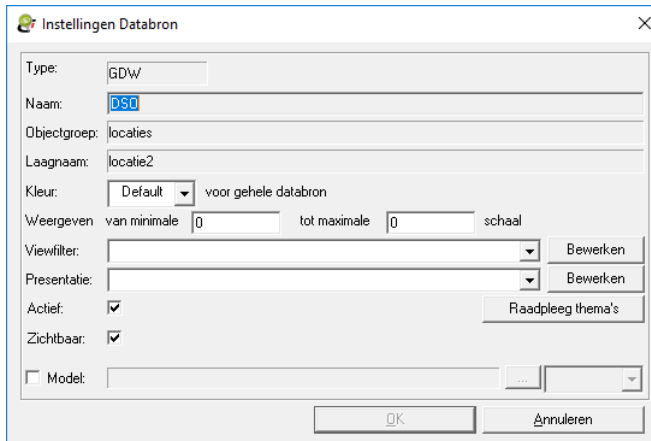 Instellingen Databron
Type: GDW
Naam: DSO
Objectgroep: locaties
Laagnaam: locatie2
Kleur: Default voor gehele databron
Weergeven van minimale 0 tot maximale 0 schaal
Viewfilter: Bewerken
Presentatie: Bewerken
Actief: Raadpleeg thema's
Zichtbaar:
Model: ...
OK Annuleren